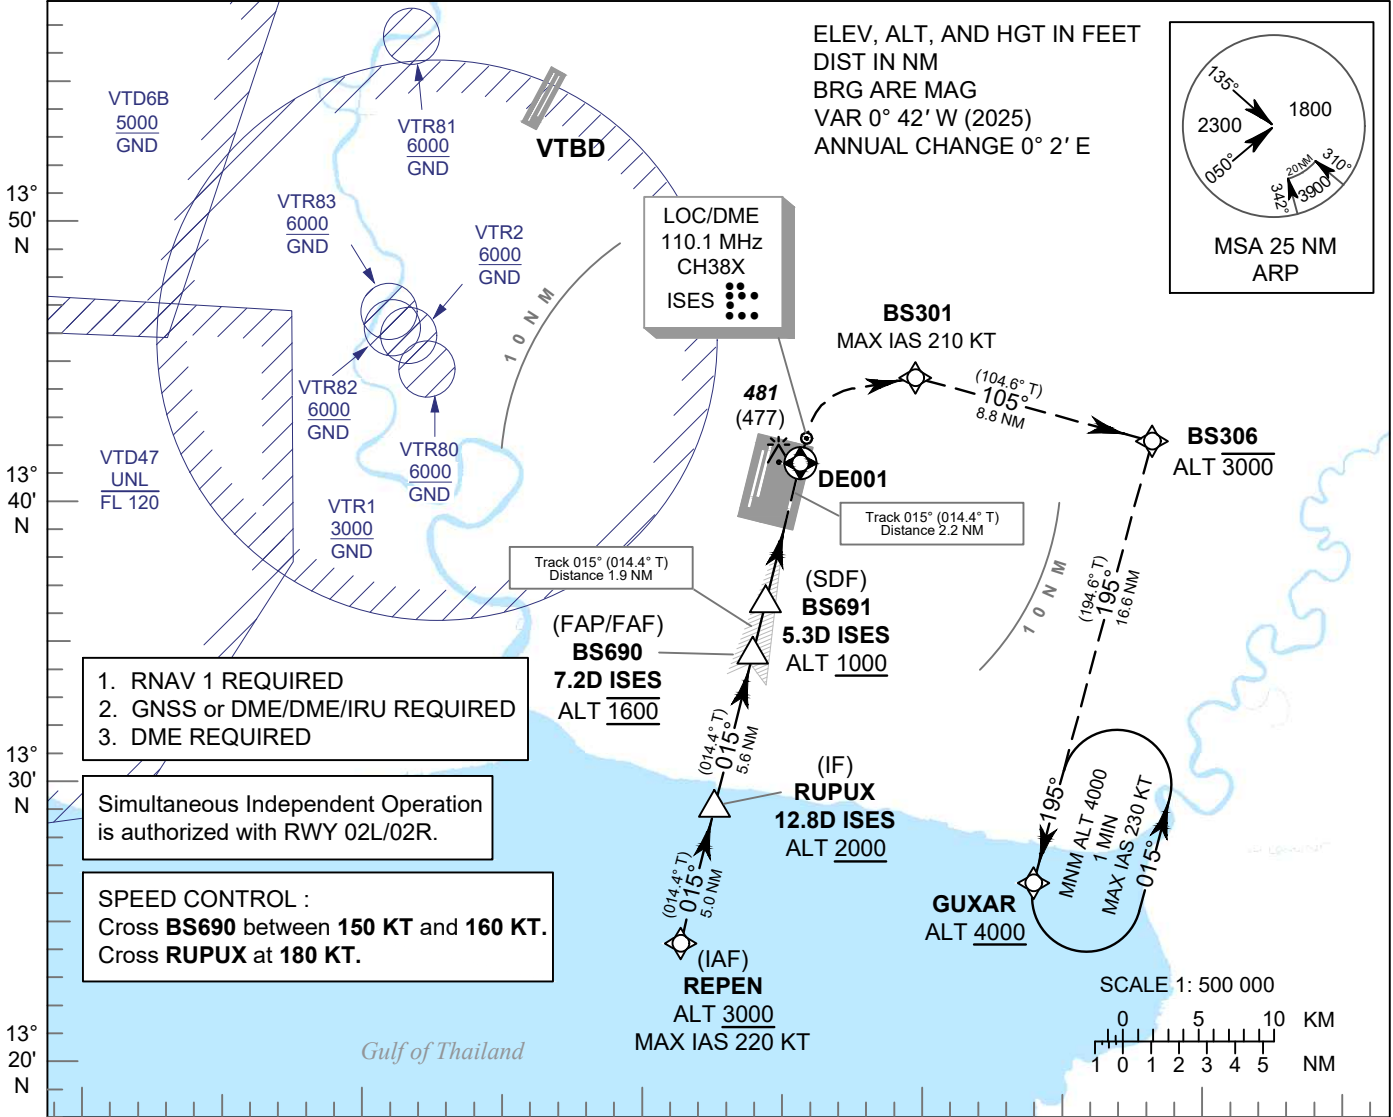 ELEV, ALT, AND HGT IN FEET
DIST IN NM
BRG ARE MAG
VAR 0° 42' W (2025)
ANNUAL CHANGE 0° 2' E
135°
1800
2300
050°
20NM
310°
342°
3900
MSA 25 NM
ARP
VTD6B
5000
GND
VTR81
6000
GND
VTBD
13°
50'
N
VTR83
6000
GND
VTR2
6000
GND
LOC/DME
110.1 MHz
CH38X
ISES
10 NM
BS301
MAX IAS 210 KT
(104.6° T)
105°
8.8 NM
BS306
ALT 3000
VTR82
6000
GND
481
(477)
DE001
VTD47
UNL
FL 120
VTR80
6000
GND
13°
40'
N
VTR1
3000
GND
Track 015° (014.4° T)
Distance 2.2 NM
Track 015° (014.4° T)
Distance 1.9 NM
10 NM
(194.6° T)
195°
16.6 NM
(SDF)
BS691
5.3D ISES
ALT 1000
(FAP/FAF)
BS690
7.2D ISES
ALT 1600
1. RNAV 1 REQUIRED
2. GNSS or DME/DME/IRU REQUIRED
3. DME REQUIRED
(014.4° T)
015°
5.6 NM
13°
30'
N
(IF)
RUPUX
12.8D ISES
ALT 2000
Simultaneous Independent Operation
is authorized with RWY 02L/02R.
195°
MNM ALT 4000
1 MIN
MAX IAS 230 KT
015°
SPEED CONTROL :
Cross BS690 between 150 KT and 160 KT.
Cross RUPUX at 180 KT.
(014.4° T)
015°
5.0 NM
GUXAR
ALT 4000
(IAF)
REPEN
ALT 3000
MAX IAS 220 KT
SCALE 1: 500 000
0 5 10 KM
1 0 1 2 3 4 5 NM
13°
20'
N
Gulf of Thailand